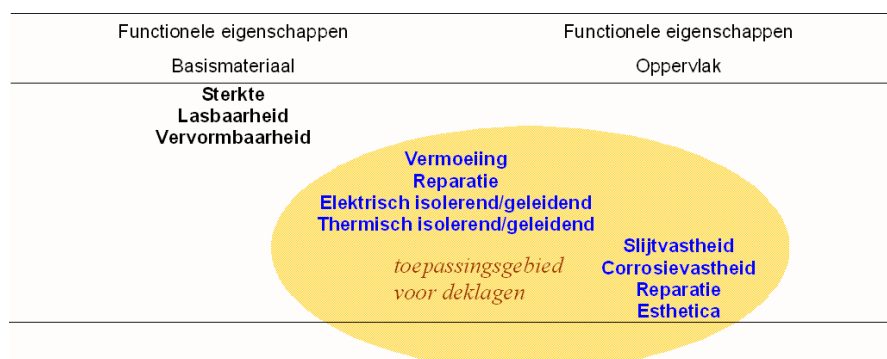 Functionele eigenschappen Functionele eigenschappen
Basismateriaal Oppervlak
Sterkte
Lasbaarheid
Vervormbaarheid
Vermoeiing
Reparatie
Elektrisch isolerend/geleidend
Thermisch isolerend/geleidend
Slijtvastheid
toepassingsgebied Corrosievastheid
voor deklagen Reparatie
Esthetica